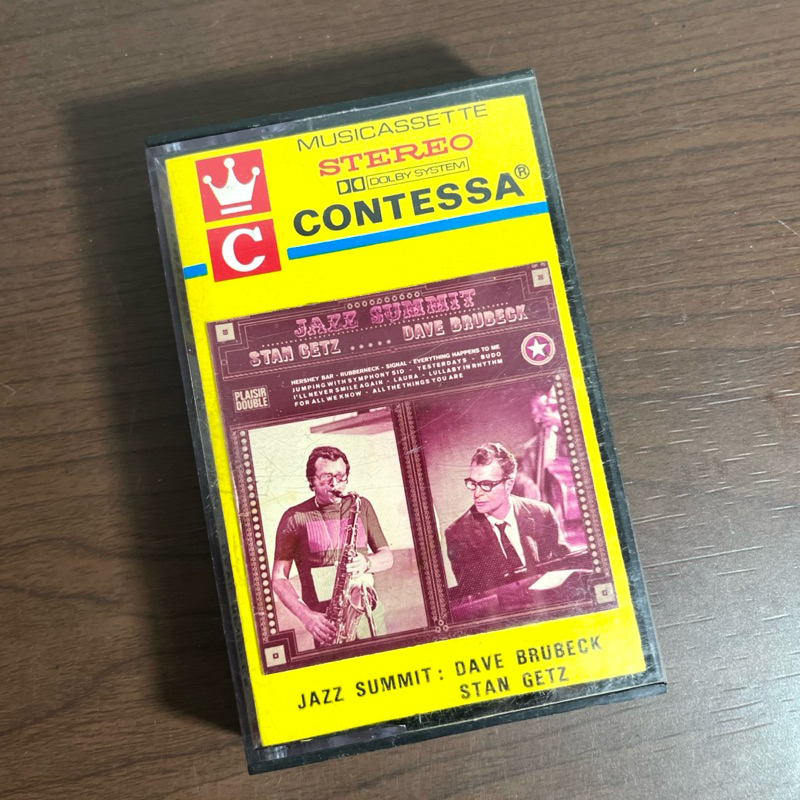 MUSICASSETTE
STEREO
DOLBY SYSTEM
CONTESSA®
C
JAZZ SUMMIT
STAN GETZ ..... DAVE BRUBECK
HERSHEY BAR - RUBBERNECK - SIGNAL - EVERYTHING HAPPENS TO ME
JUMPING WITH SYMPHONY SID - YESTERDAYS - BUDO
I'LL NEVER SMILE AGAIN - LAURA - LULLABY IN RHYTHM
FOR ALL WE KNOW - ALL THE THINGS YOU ARE
PLAISIR
DOUBLE
JAZZ SUMMIT: DAVE BRUBECK
STAN GETZ